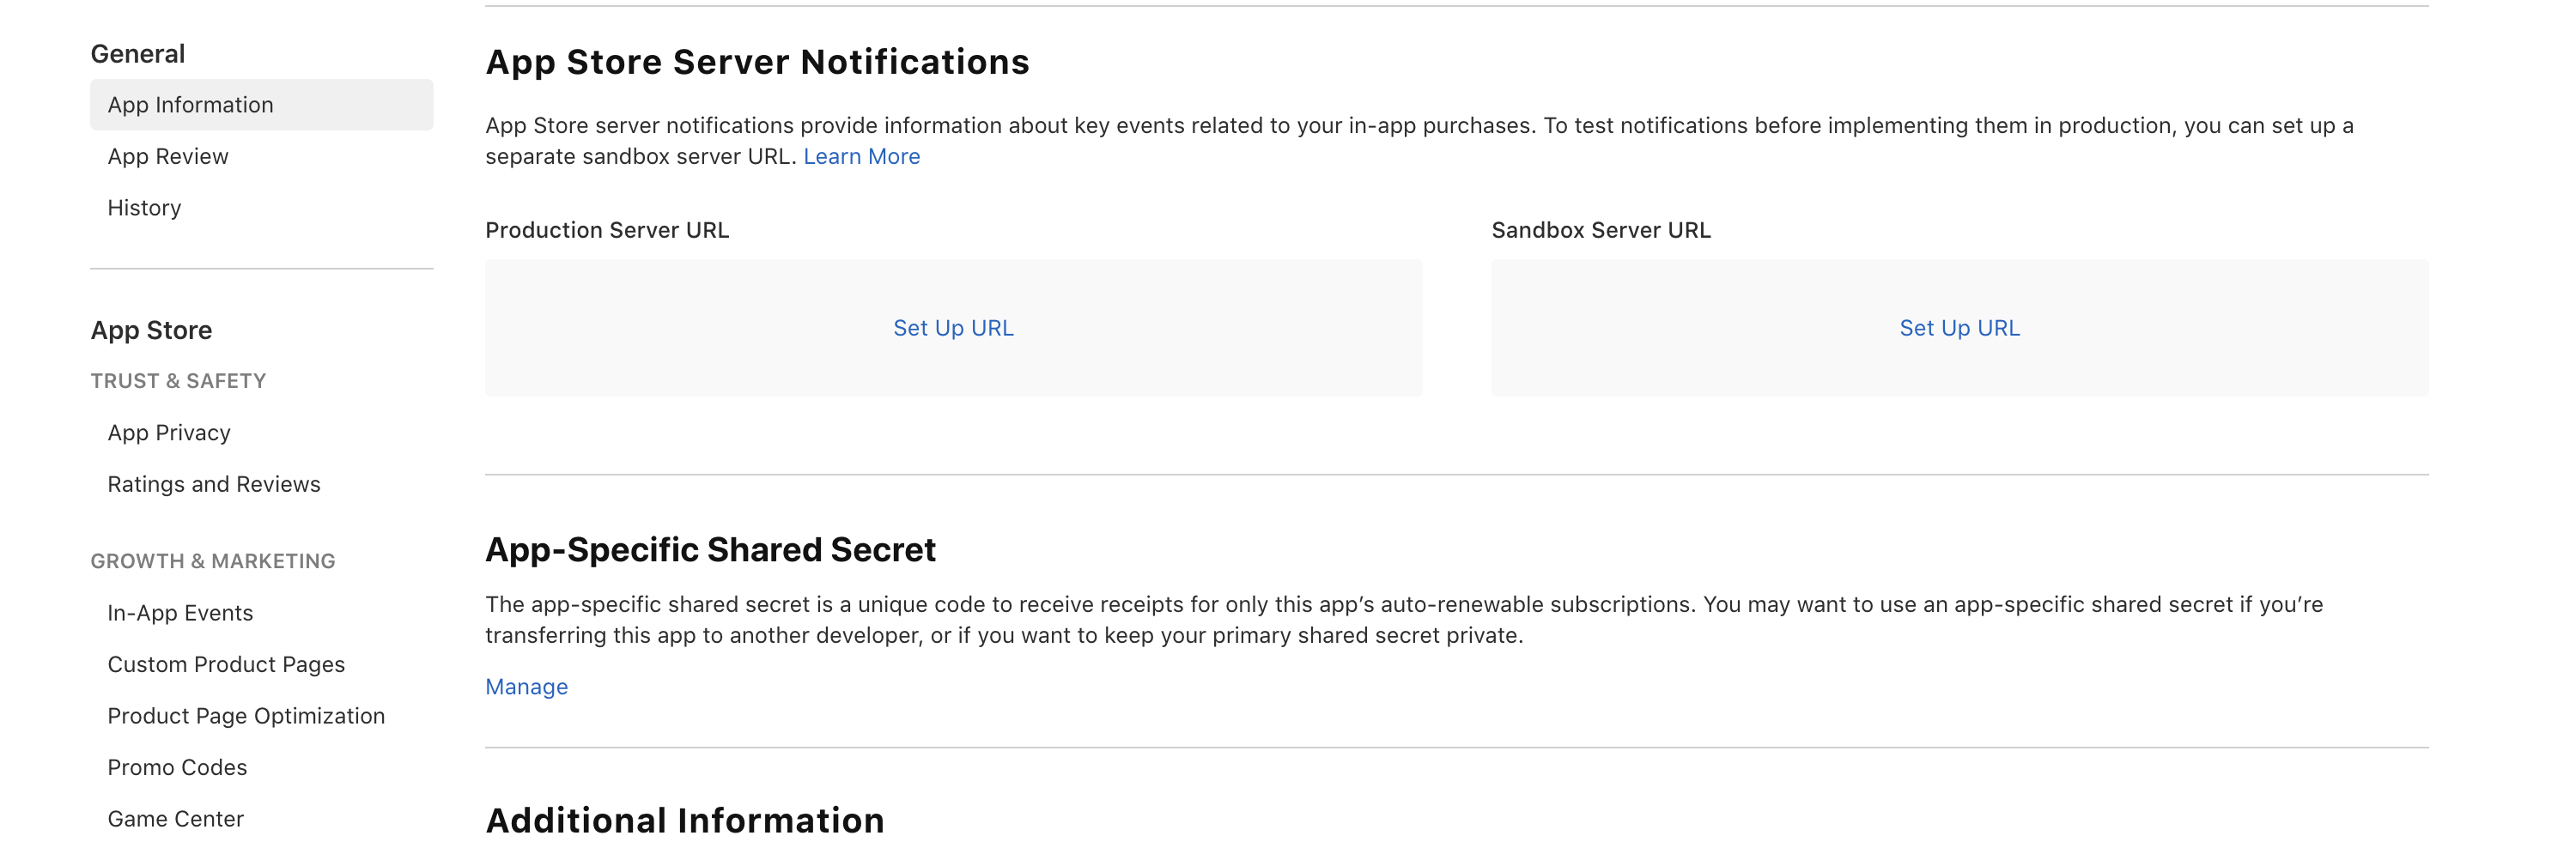 General
App Information
App Review
History
App Store
TRUST & SAFETY
App Privacy
Ratings and Reviews
GROWTH & MARKETING
In-App Events
Custom Product Pages
Product Page Optimization
Promo Codes
Game Center
App Store Server Notifications
App Store server notifications provide information about key events related to your in-app purchases. To test notifications before implementing them in production, you can set up a
separate sandbox server URL. Learn More
Production Server URL
Set Up URL
Sandbox Server URL
Set Up URL
App-Specific Shared Secret
The app-specific shared secret is a unique code to receive receipts for only this app’s auto-renewable subscriptions. You may want to use an app-specific shared secret if you’re
transferring this app to another developer, or if you want to keep your primary shared secret private.
Manage
Additional Information